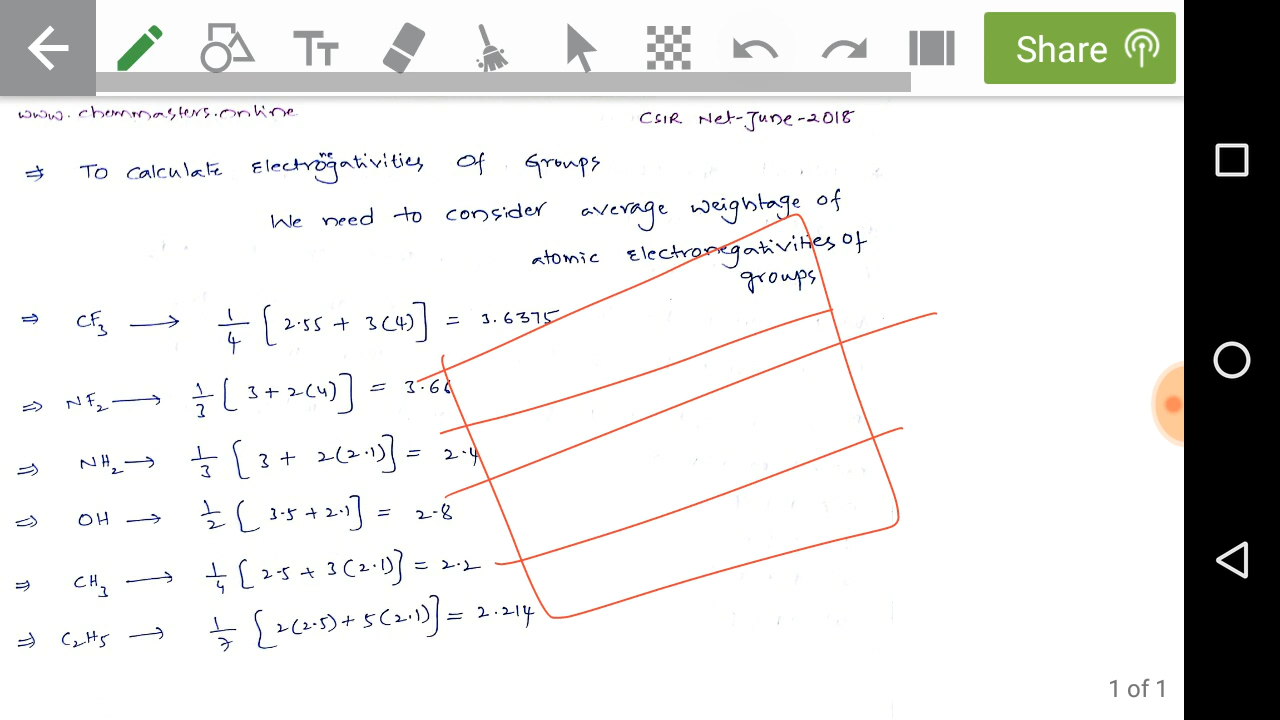 Share
www.chemmasters.online
CSIR Net-June-2018
⇒ To calculate Electronegativities Of Groups
We need to consider average weightage of
atomic Electronegativities of
groups
⇒ CF₃ ⟶ 1/4 [2.55 + 3(4)] = 3.6375
⇒ NF₂ ⟶ 1/3 [3 + 2(4)] = 3.66
⇒ NH₂ ⟶ 1/3 [3 + 2(2.1)] = 2.4
⇒ OH ⟶ 1/2 [3.5 + 2.1] = 2.8
⇒ CH₃ ⟶ 1/4 [2.5 + 3(2.1)] = 2.2
⇒ C₂H₅ ⟶ 1/7 [2(2.5) + 5(2.1)] = 2.214
1 of 1